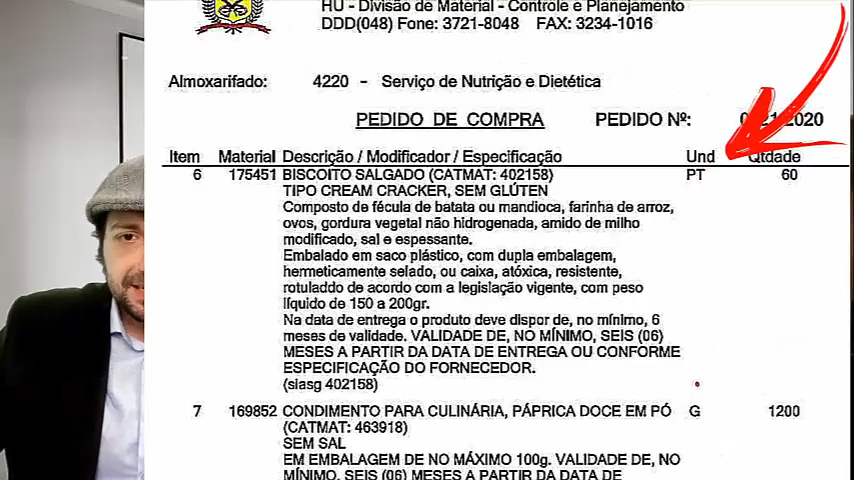 HU - Divisão de Material - Controle e Planejamento
DDD(048) Fone: 3721-8048 FAX: 3234-1016
Almoxarifado: 4220 - Serviço de Nutrição e Dietética
PEDIDO DE COMPRA PEDIDO Nº:
Item Material Descrição / Modificador / Especificação Und Qtdade
6 175451 BISCOITO SALGADO (CATMAT: 402158) PT 60
TIPO CREAM CRACKER, SEM GLÚTEN
Composto de fécula de batata ou mandioca, farinha de arroz,
ovos, gordura vegetal não hidrogenada, amido de milho
modificado, sal e espessante.
Embalado em saco plástico, com dupla embalagem,
hermeticamente selado, ou caixa, atóxica, resistente,
rotuladdo de acordo com a legislação vigente, com peso
líquido de 150 a 200gr.
Na data de entrega o produto deve dispor de, no mínimo, 6
meses de validade. VALIDADE DE, NO MÍNIMO, SEIS (06)
MESES A PARTIR DA DATA DE ENTREGA OU CONFORME
ESPECIFICAÇÃO DO FORNECEDOR.
(siasg 402158)
7 169852 CONDIMENTO PARA CULINÁRIA, PÁPRICA DOCE EM PÓ G 1200
(CATMAT: 463918)
SEM SAL
EM EMBALAGEM DE NO MÁXIMO 100g. VALIDADE DE, NO
MÍNIMO, SEIS (06) MESES A PARTIR DA DATA DE